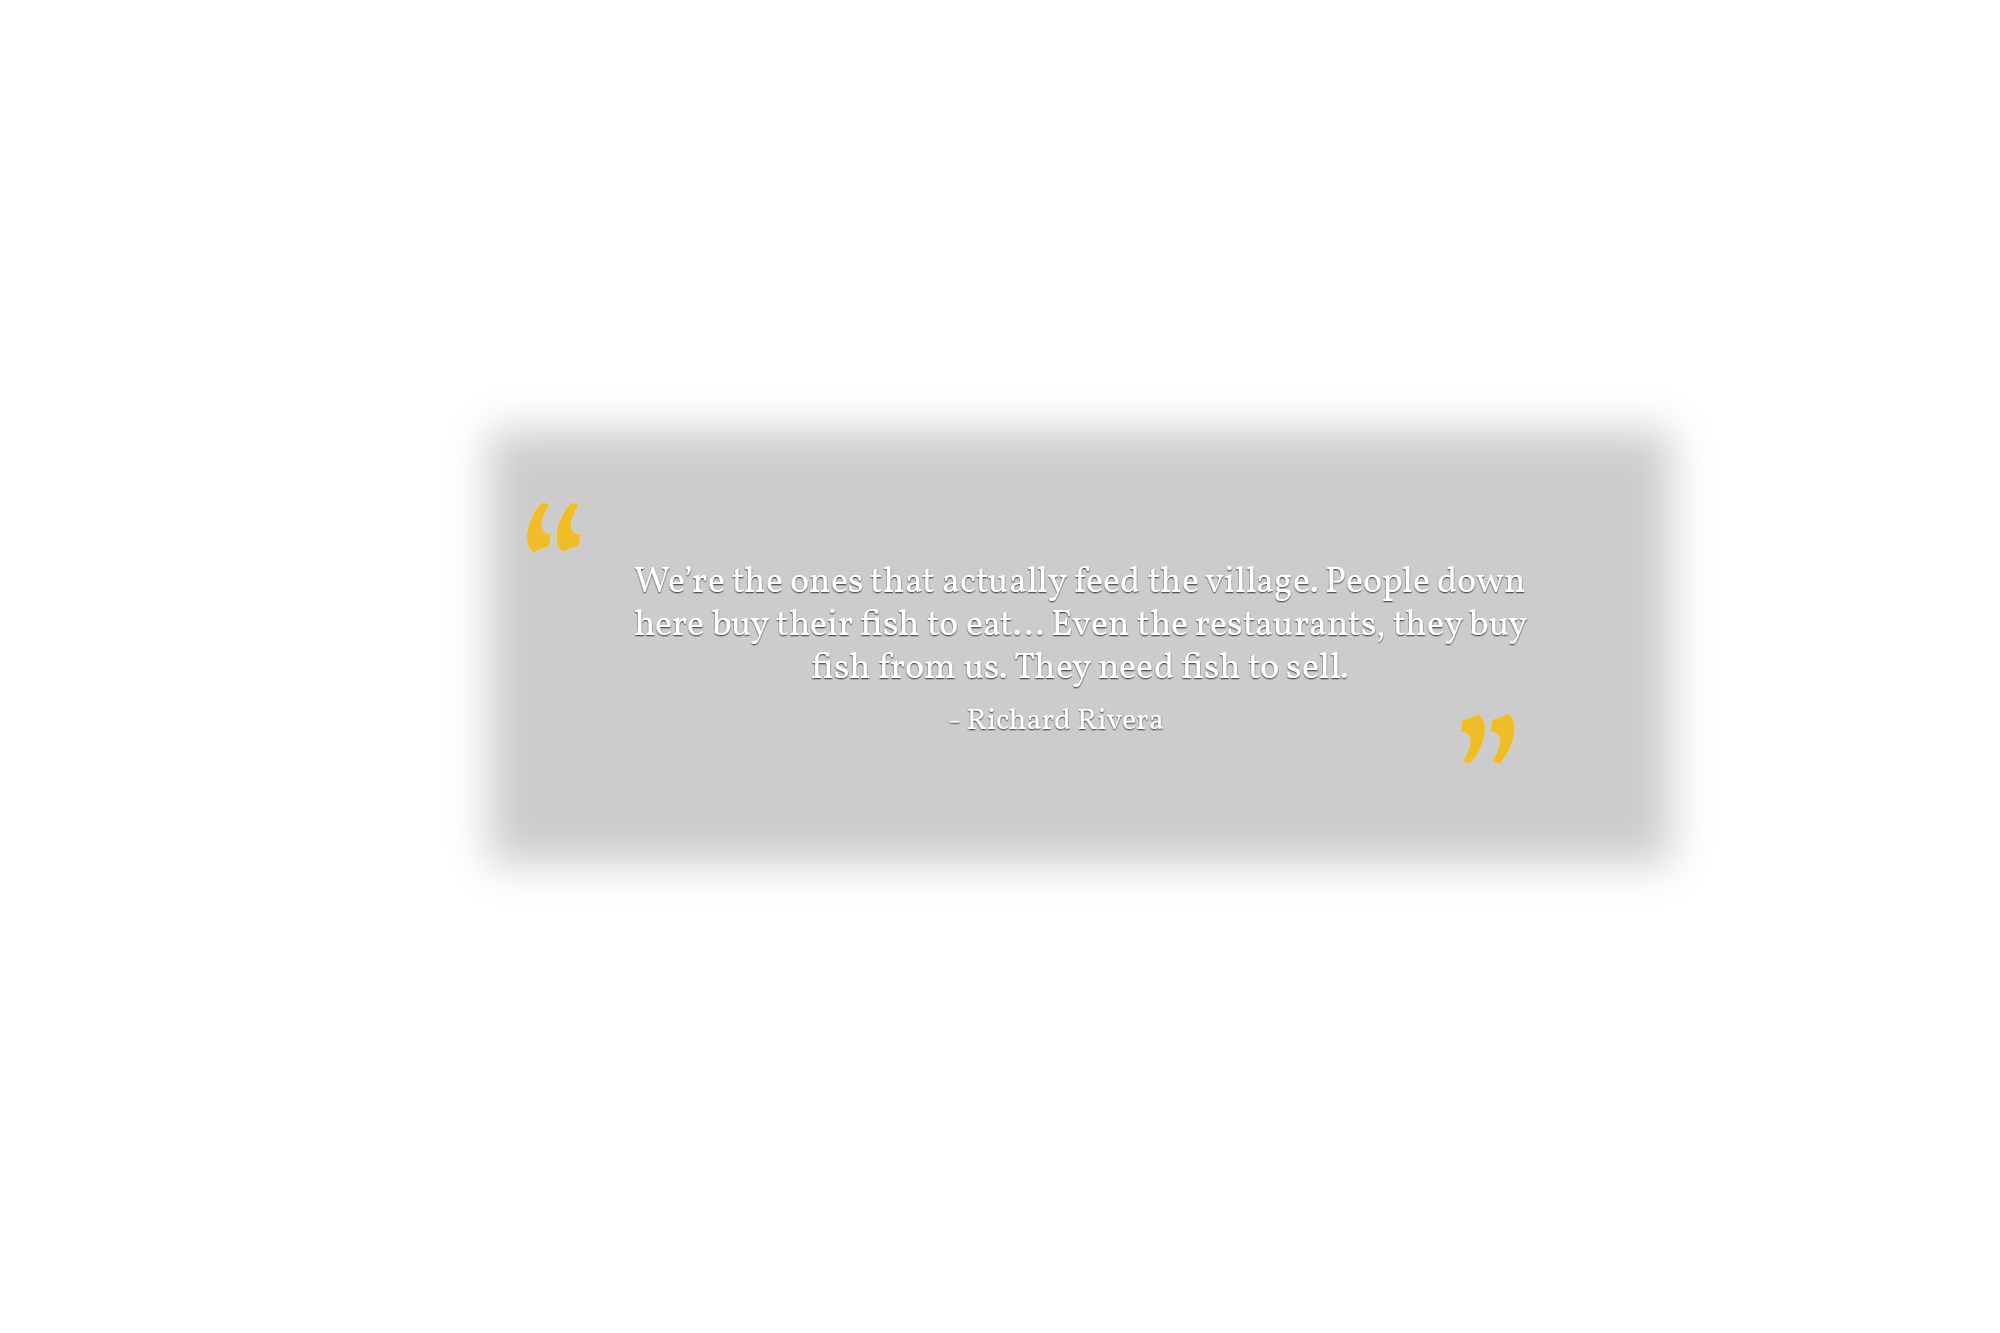 “
We’re the ones that actually feed the village. People down
here buy their fish to eat… Even the restaurants, they buy
fish from us. They need fish to sell.
- Richard Rivera
”